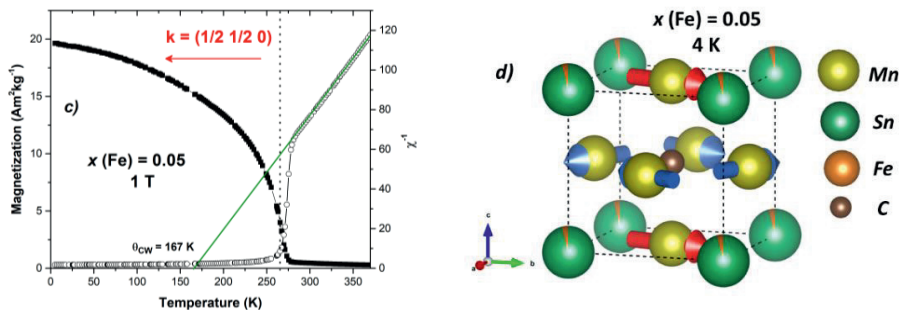 k = (1/2 1/2 0)
c)
x (Fe) = 0.05
1 T
θCW = 167 K
Magnetization (Am²kg⁻¹)
20
15
10
5
0
0 50 100 150 200 250 300 350
Temperature (K)
120
100
80
60
40
20
0
χ⁻¹
x (Fe) = 0.05
4 K
d)
Mn
Sn
Fe
C
c
a
b